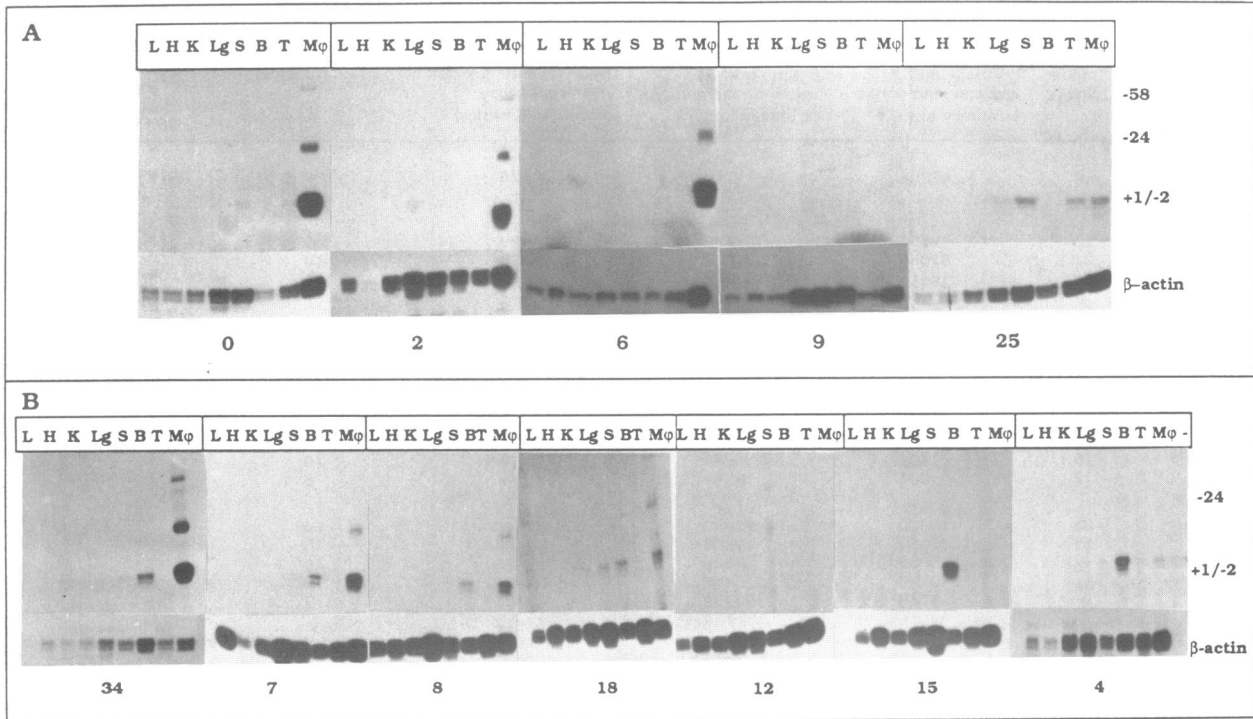 A
L H K Lg S B T Mφ L H K Lg S B T Mφ L H K Lg S B T Mφ L H K Lg S B T Mφ L H K Lg S B T Mφ
-58
-24
+1/-2
β-actin
0 2 6 9 25
B
L H K Lg S B T Mφ L H K Lg S B T Mφ L H K Lg S B T Mφ L H K Lg S B T Mφ L H K Lg S B T Mφ L H K Lg S B T Mφ L H K Lg S B T Mφ -
-24
+1/-2
β-actin
34 7 8 18 12 15 4